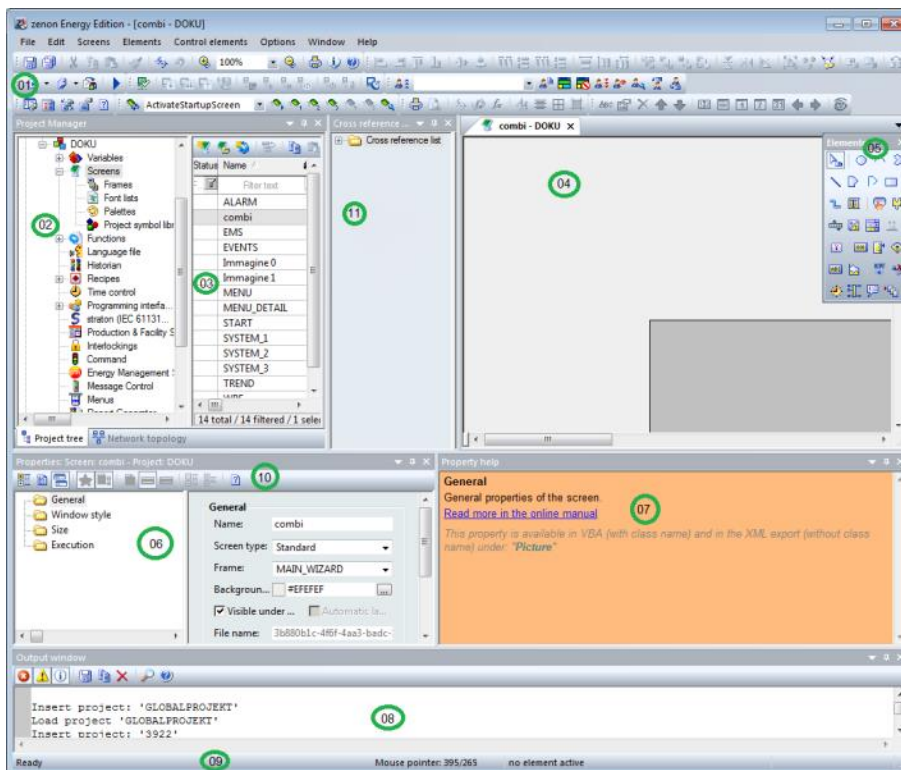 zenon Energy Edition - [combi - DOKU]
File Edit Screens Elements Control elements Options Window Help
100%
01
ActivateStartupScreen
Project Manager
DOKU
Variables
Screens
Frames
Font lists
Palettes
Project symbol libr
Functions
Language file
Historian
Recipes
Time control
Programming interfa...
straton (IEC 61131...
Production & Facility S
Interlockings
Command
Energy Management
Message Control
Menus
02
Project tree
Network topology
Status Name
Filter text
ALARM
combi
EMS
EVENTS
Immagine 0
Immagine 1
MENU
MENU_DETAIL
START
SYSTEM_1
SYSTEM_2
SYSTEM_3
TREND
03
14 total / 14 filtered / 1 selec
Cross reference ...
Cross reference list
11
combi - DOKU
04
05
Properties: Screen: combi - Project: DOKU
10
General
Window style
Size
Execution
06
General
Name: combi
Screen type: Standard
Frame: MAIN_WIZARD
Backgroun... #EFEFEF
Visible under ... Automatic la...
File name: 3b880b1c-4f6f-4aa3-badc-
Property help
General
General properties of the screen.
Read more in the online manual
07
This property is available in VBA (with class name) and in the XML export (without class
name) under: "Picture"
Output window
Insert project: 'GLOBALPROJEKT'
Load project 'GLOBALPROJEKT'
Insert project: '3922'
08
Ready
09
Mouse pointer: 395/265
no element active